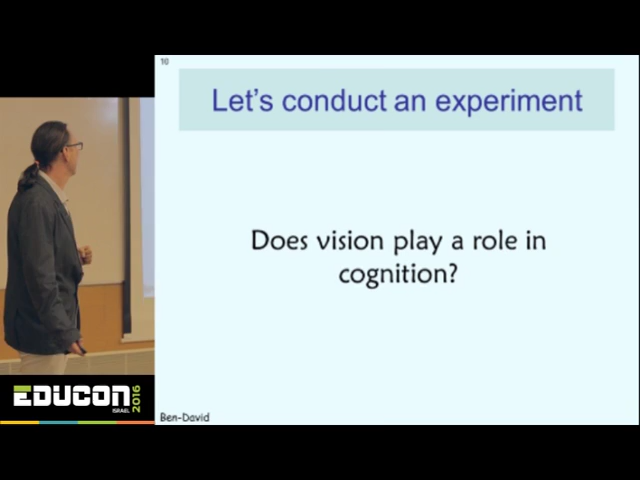 10
Let's conduct an experiment
Does vision play a role in
cognition?
EDUCON
ISRAEL
2016
Ben-David